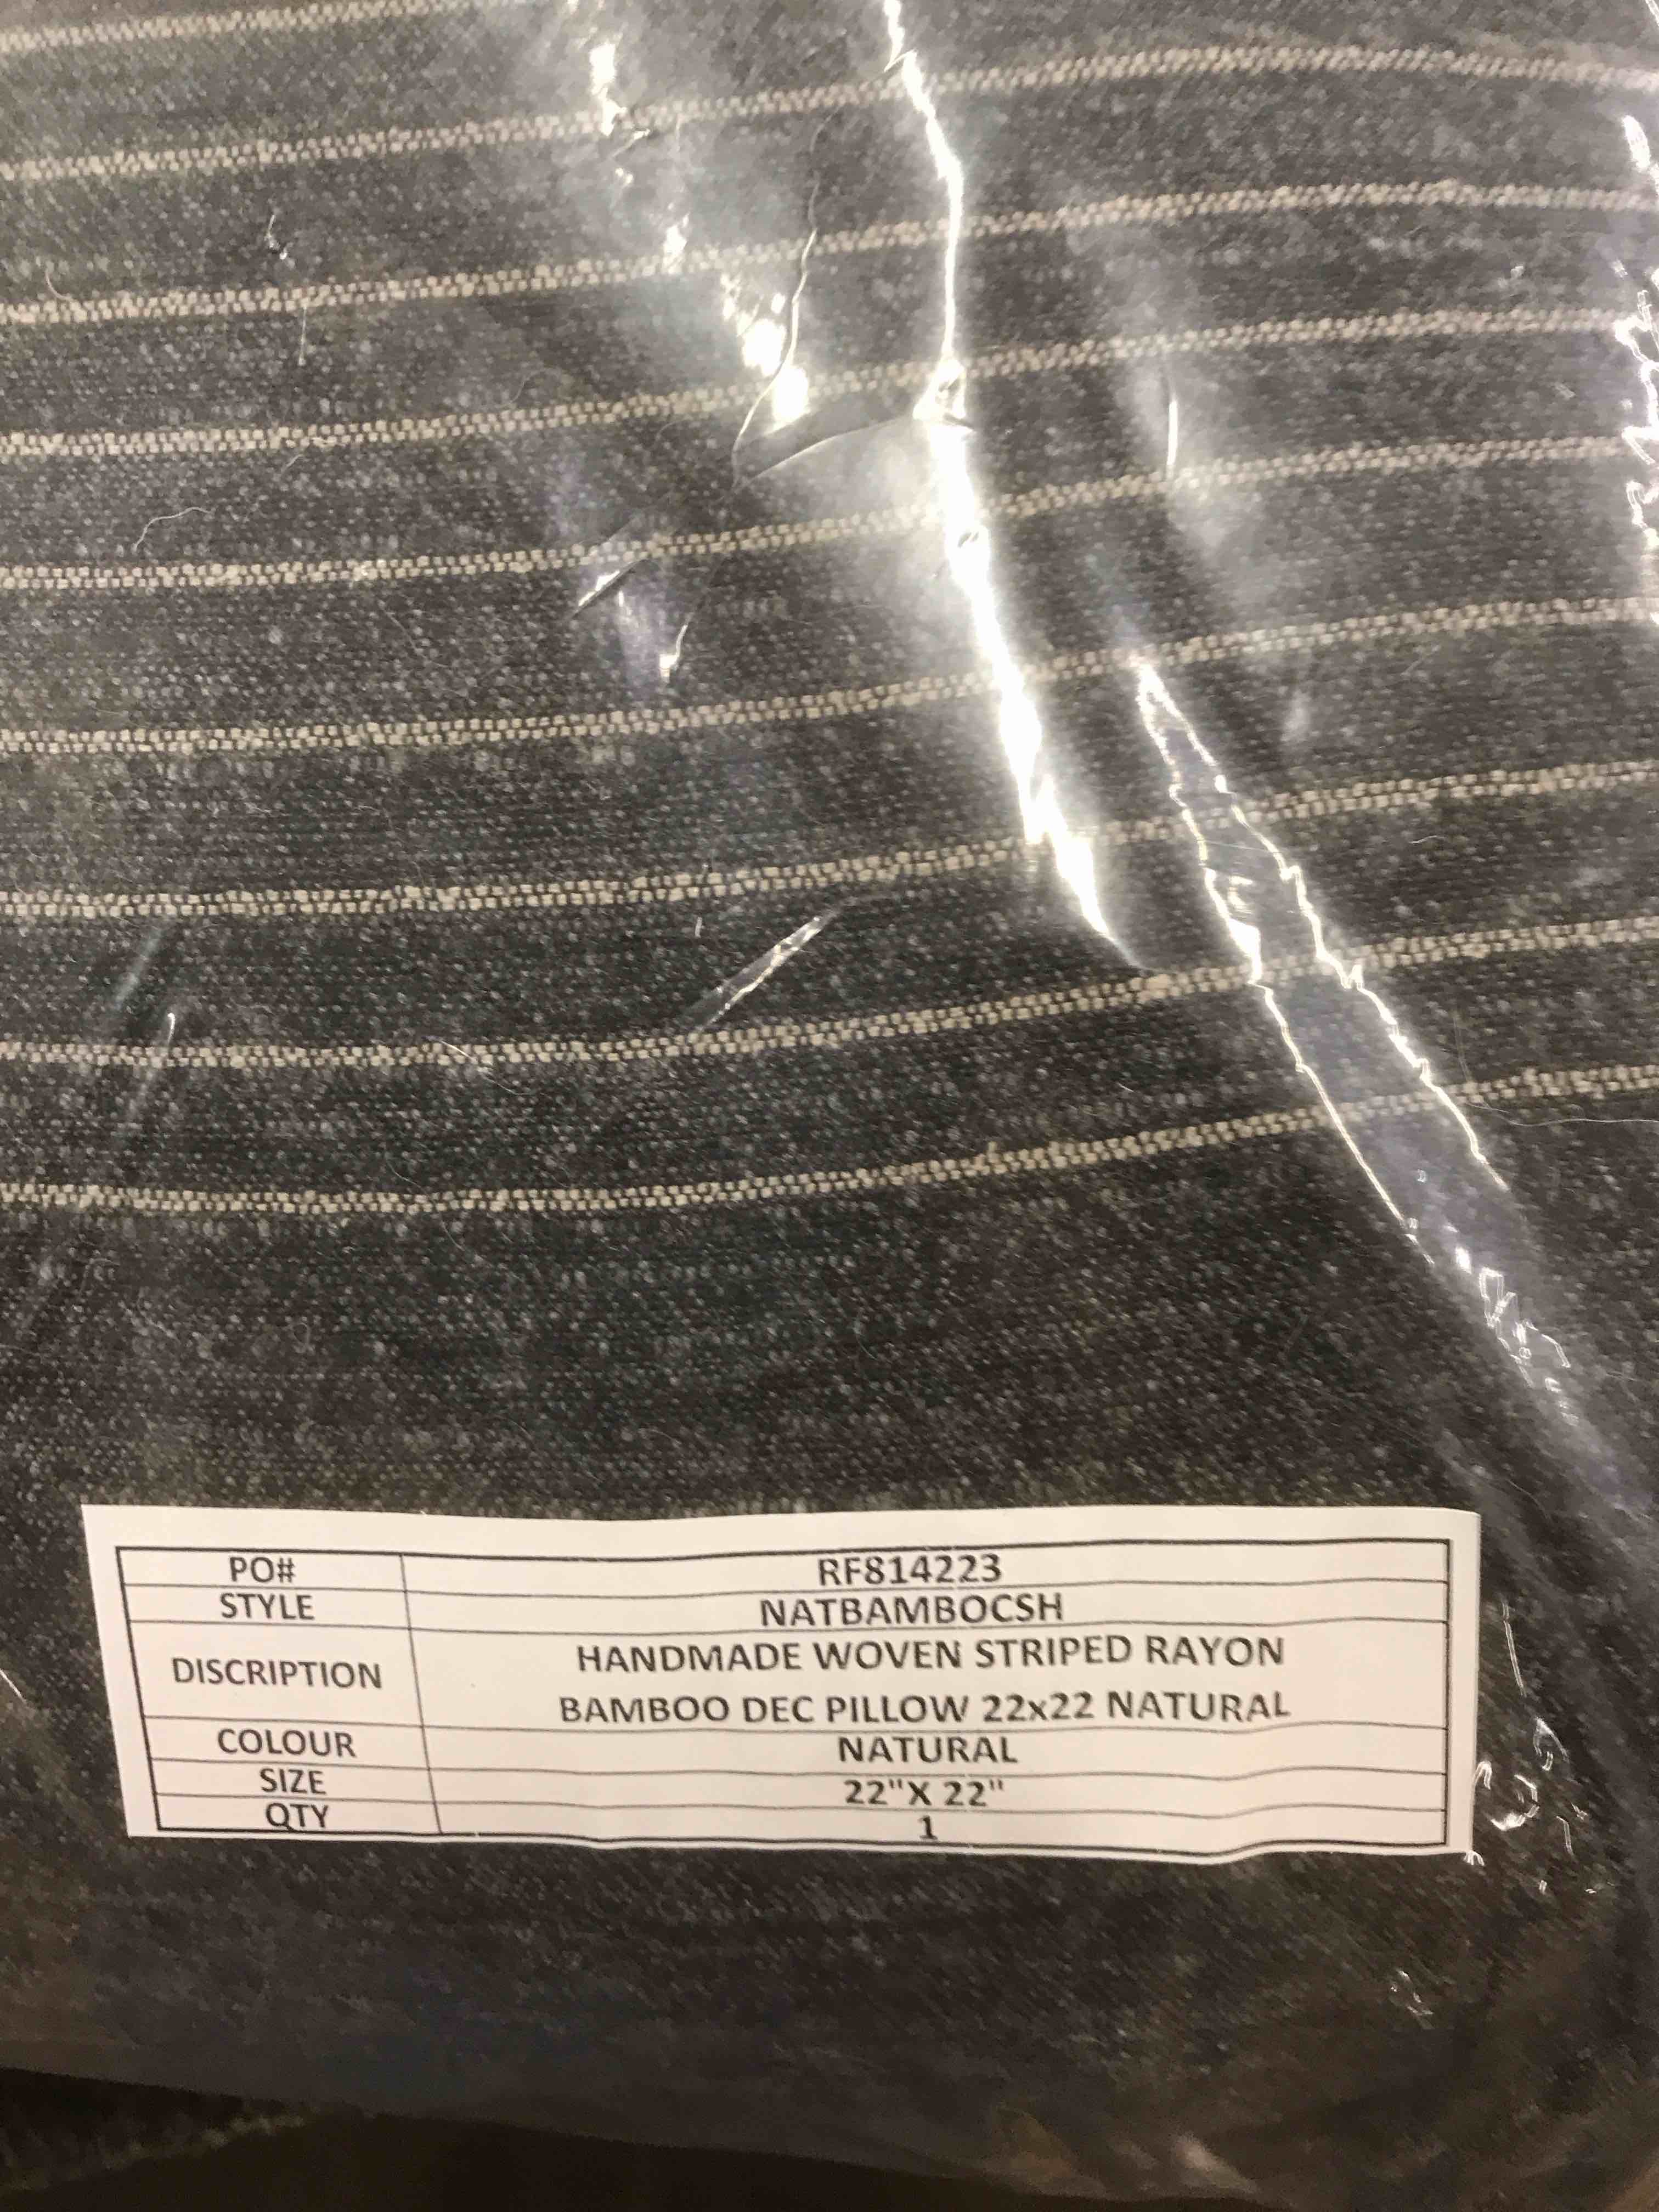 PO# RF814223
STYLE NATBAMBOCSH
DISCRIPTION HANDMADE WOVEN STRIPED RAYON
BAMBOO DEC PILLOW 22x22 NATURAL
COLOUR NATURAL
SIZE 22"X 22"
QTY 1